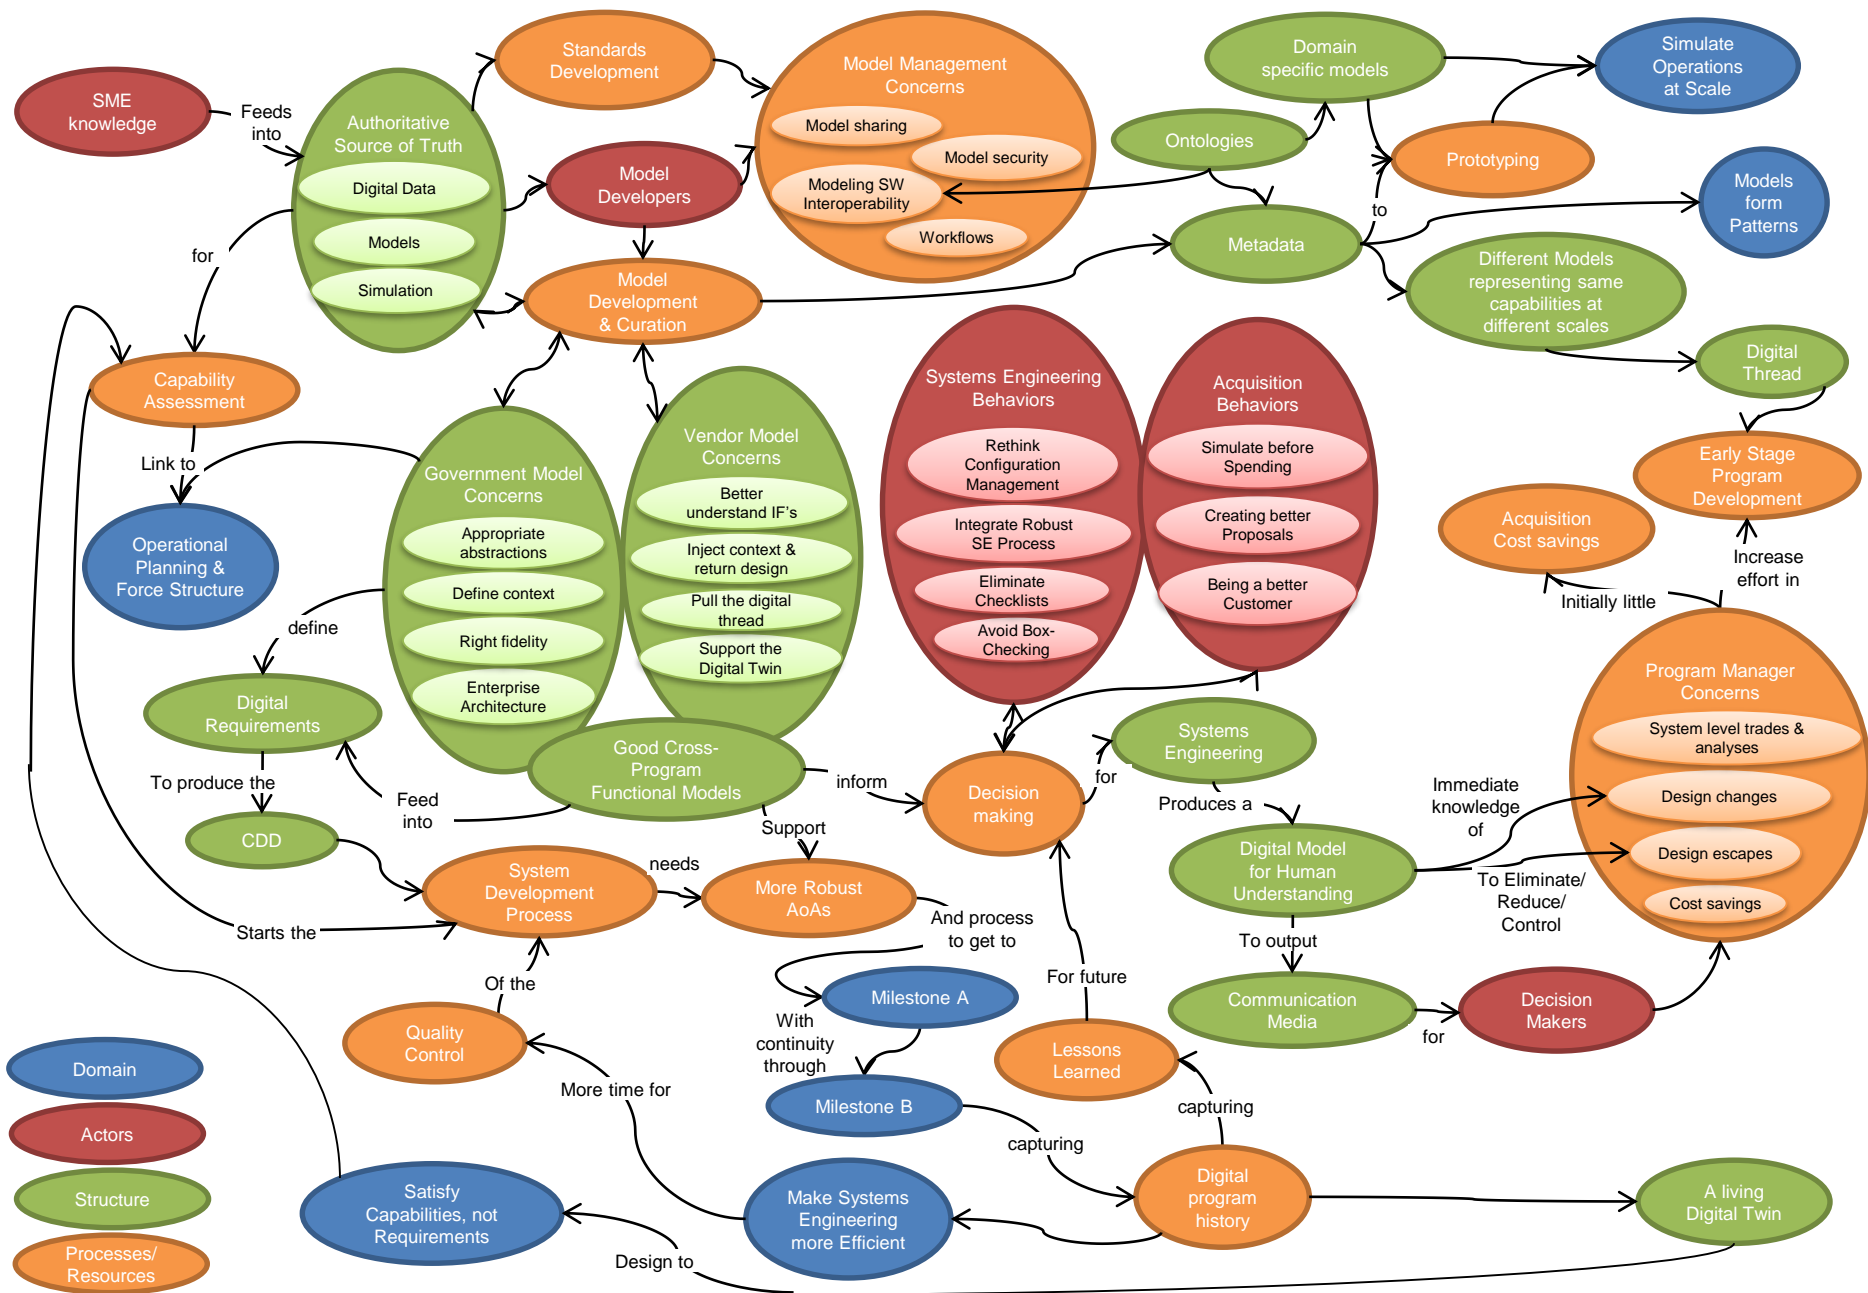 SME
knowledge
Feeds
into
Authoritative
Source of Truth
Digital Data
Models
Simulation
Standards
Development
Model
Developers
Model
Development
& Curation
Model Management
Concerns
Model sharing
Model security
Modeling SW
Interoperability
Workflows
Ontologies
Metadata
Domain
specific models
Simulate
Operations
at Scale
Prototyping
to
Models
form
Patterns
Different Models
representing same
capabilities at
different scales
Digital
Thread
Early Stage
Program
Development
Increase
effort in
Acquisition
Cost savings
Initially little
for
Capability
Assessment
Link to
Operational
Planning &
Force Structure
Government Model
Concerns
Appropriate
abstractions
Define context
Right fidelity
Enterprise
Architecture
Vendor Model
Concerns
Better
understand IF's
Inject context &
return design
Pull the digital
thread
Support the
Digital Twin
Systems Engineering
Behaviors
Rethink
Configuration
Management
Integrate Robust
SE Process
Eliminate
Checklists
Avoid Box-
Checking
Acquisition
Behaviors
Simulate before
Spending
Creating better
Proposals
Being a better
Customer
Program Manager
Concerns
System level trades &
analyses
Design changes
Design escapes
Cost savings
define
Digital
Requirements
To produce the
CDD
Feed
into
Good Cross-
Program
Functional Models
inform
Support
Decision
making
for
Systems
Engineering
Produces a
Digital Model
for Human
Understanding
Immediate
knowledge
of
To Eliminate/
Reduce/
Control
To output
Communication
Media
for
Decision
Makers
System
Development
Process
needs
More Robust
AoAs
And process
to get to
Starts the
Of the
Quality
Control
Milestone A
With
continuity
through
Milestone B
For future
Lessons
Learned
capturing
capturing
Digital
program
history
More time for
Make Systems
Engineering
more Efficient
Satisfy
Capabilities, not
Requirements
Design to
A living
Digital Twin
Domain
Actors
Structure
Processes/
Resources